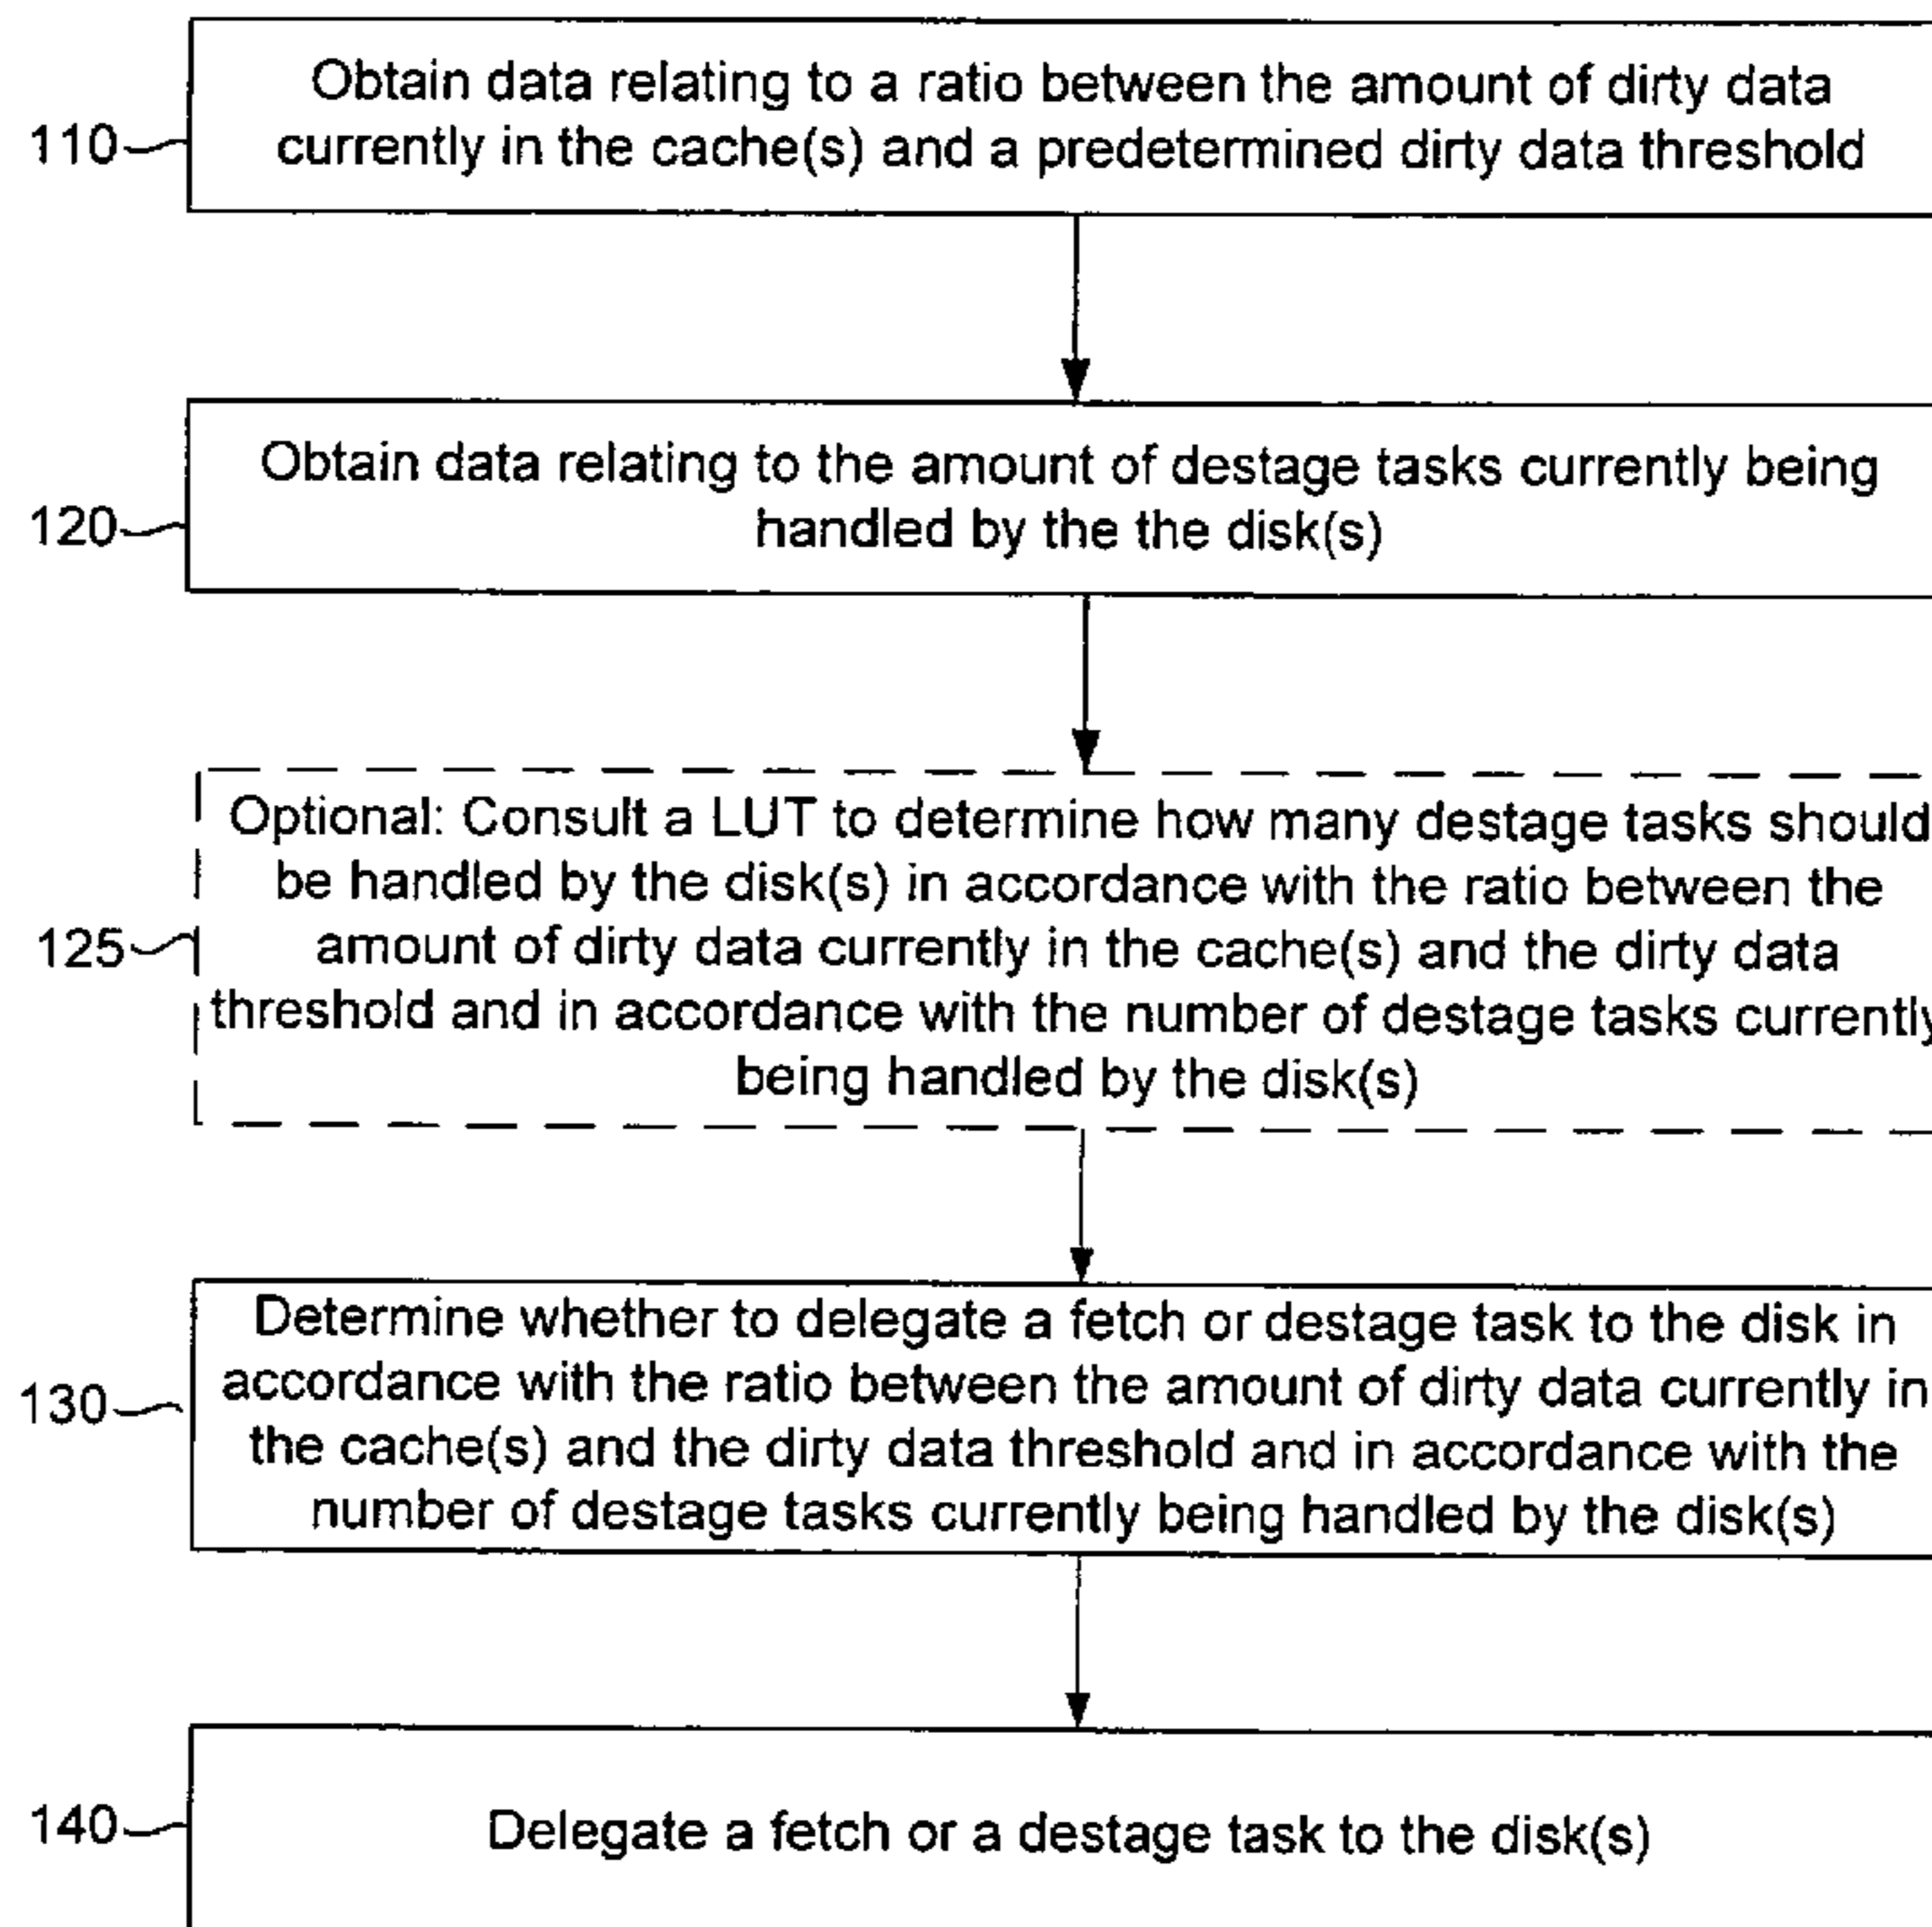 Obtain data relating to a ratio between the amount of dirty data
currently in the cache(s) and a predetermined dirty data threshold
110
Obtain data relating to the amount of destage tasks currently being
handled by the the disk(s)
120
Optional: Consult a LUT to determine how many destage tasks should
be handled by the disk(s) in accordance with the ratio between the
amount of dirty data currently in the cache(s) and the dirty data
threshold and in accordance with the number of destage tasks currently
being handled by the disk(s)
125
Determine whether to delegate a fetch or destage task to the disk in
accordance with the ratio between the amount of dirty data currently in
the cache(s) and the dirty data threshold and in accordance with the
number of destage tasks currently being handled by the disk(s)
130
Delegate a fetch or a destage task to the disk(s)
140